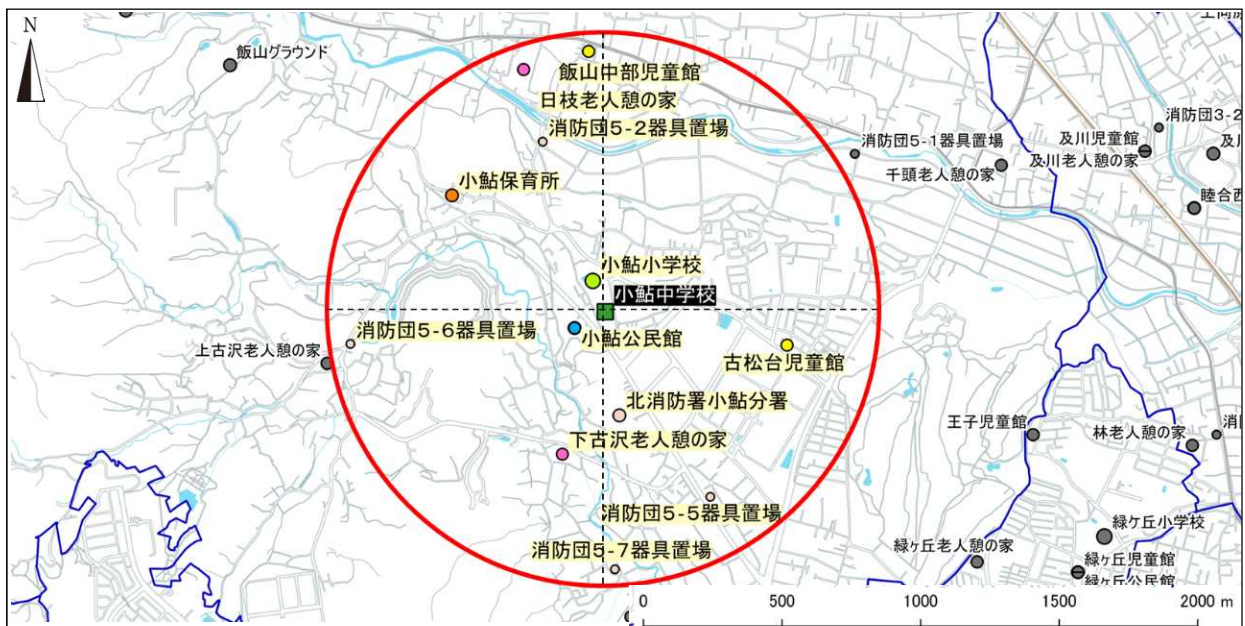 N
飯山グラウンド
飯山中部児童館
日枝老人憩の家
消防団5-2器具置場
消防団5-1器具置場
千頭老人憩の家
消防団3-2
及川児童館
及川老人憩の家
及川
睦合西
小鮎保育所
小鮎小学校
小鮎中学校
小鮎公民館
消防団5-6器具置場
上古沢老人憩の家
古松台児童館
北消防署小鮎分署
下古沢老人憩の家
王子児童館
林老人憩の家
消防団5-5器具置場
消防団5-7器具置場
緑ケ丘小学校
緑ヶ丘老人憩の家
緑ヶ丘児童館
緑ヶ丘公民館
0 500 1000 1500 2000 m